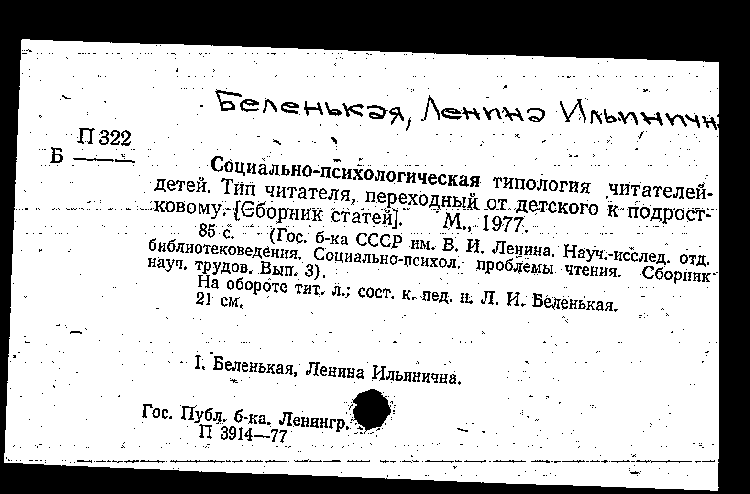 Беленькая, Ленина Ильиничн
П 322
Б —
Социально-психологическая типология читателей-
детей. Тип читателя, переходный от детского к подрост-
ковому. [Сборник статей]. М., 1977.
85 с. (Гос. б-ка СССР им. В. И. Ленина. Науч.-исслед. отд.
библиотековедения. Социально-психол. проблемы чтения. Сборник
науч. трудов. Вып. 3).
На обороте тит. л.: сост. к. пед. н. Л. И. Беленькая.
21 см.
I. Беленькая, Ленина Ильинична.
Гос. Публ. б-ка. Ленингр.
П 3914—77